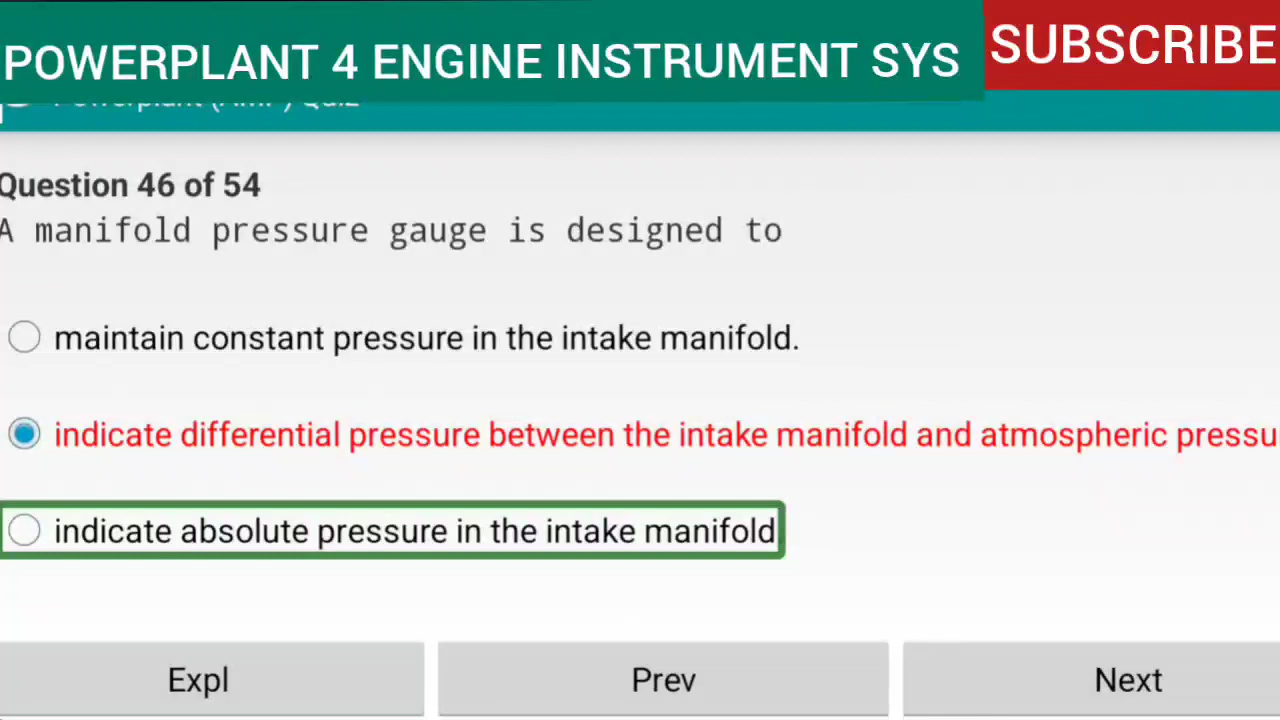 POWERPLANT 4 ENGINE INSTRUMENT SYS
SUBSCRIBE
Question 46 of 54
A manifold pressure gauge is designed to
maintain constant pressure in the intake manifold.
indicate differential pressure between the intake manifold and atmospheric
indicate absolute pressure in the intake manifold
Expl
Prev
Next